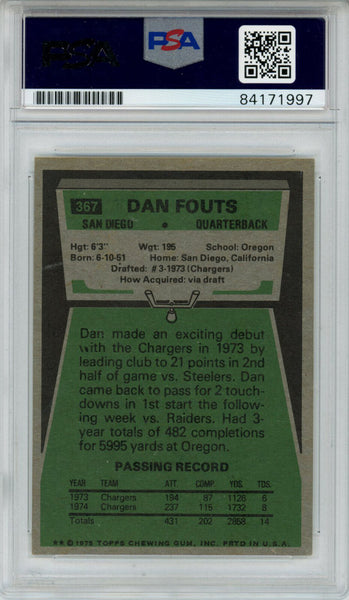 PSA
PSA
84171997
367 DAN FOUTS
SAN DIEGO • QUARTERBACK
Hgt: 6'3" Wgt: 195 School: Oregon
Born: 6-10-51 Home: San Diego, California
Drafted: #3-1973 (Chargers)
How Acquired: via draft
Dan made an exciting debut
with the Chargers in 1973 by
leading club to 21 points in 2nd
half of game vs. Steelers. Dan
came back to pass for 2 touch-
downs in 1st start the follow-
ing week vs. Raiders. Had 3-
year totals of 482 completions
for 5995 yards at Oregon.
PASSING RECORD
YEAR TEAM ATT. COMP. YDS. TDS.
1973 Chargers 194 87 1126 6
1974 Chargers 237 115 1732 8
Totals 431 202 2858 14
** © 1975 TOPPS CHEWING GUM, INC. PRTD IN U.S.A.